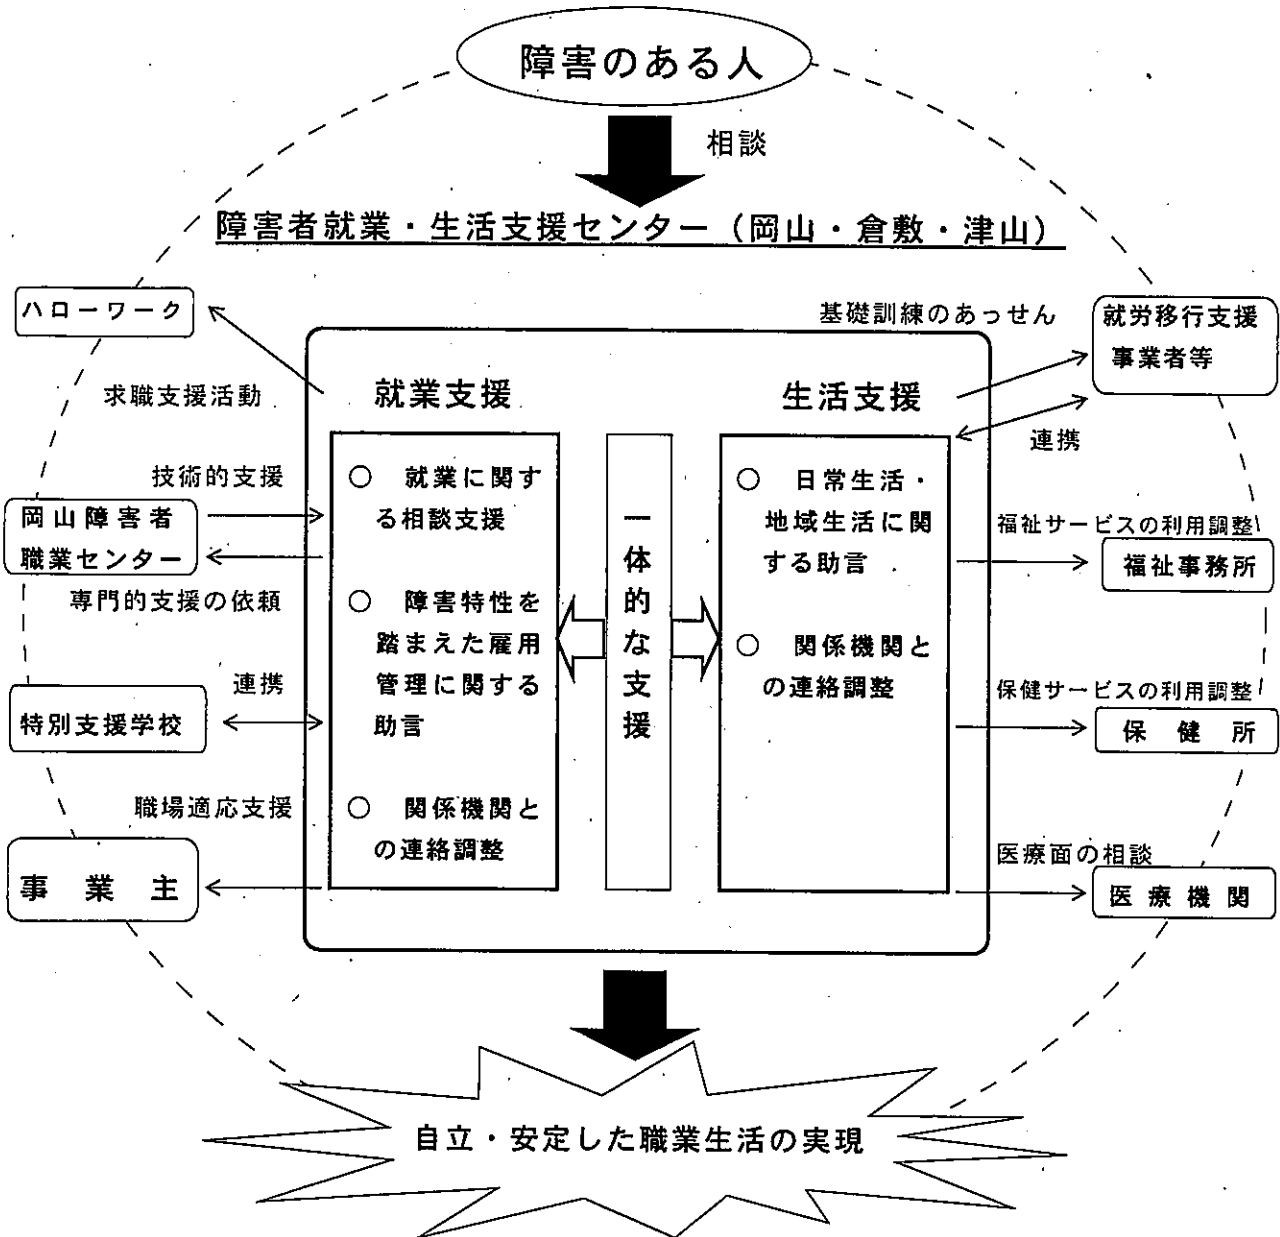 障害のある人
相談
障害者就業・生活支援センター（岡山・倉敷・津山）
ハローワーク
求職支援活動
技術的支援
岡山障害者
職業センター
専門的支援の依頼
連携
特別支援学校
職場適応支援
事業主
就業支援
○ 就業に関す
る相談支援
○ 障害特性を
踏まえた雇用
管理に関する
助言
○ 関係機関と
の連絡調整
一体的な支援
生活支援
○ 日常生活・
地域生活に関
する助言
○ 関係機関と
の連絡調整
基礎訓練のあっせん
就労移行支援
事業者等
連携
福祉サービスの利用調整
福祉事務所
保健サービスの利用調整
保健所
医療面の相談
医療機関
自立・安定した職業生活の実現